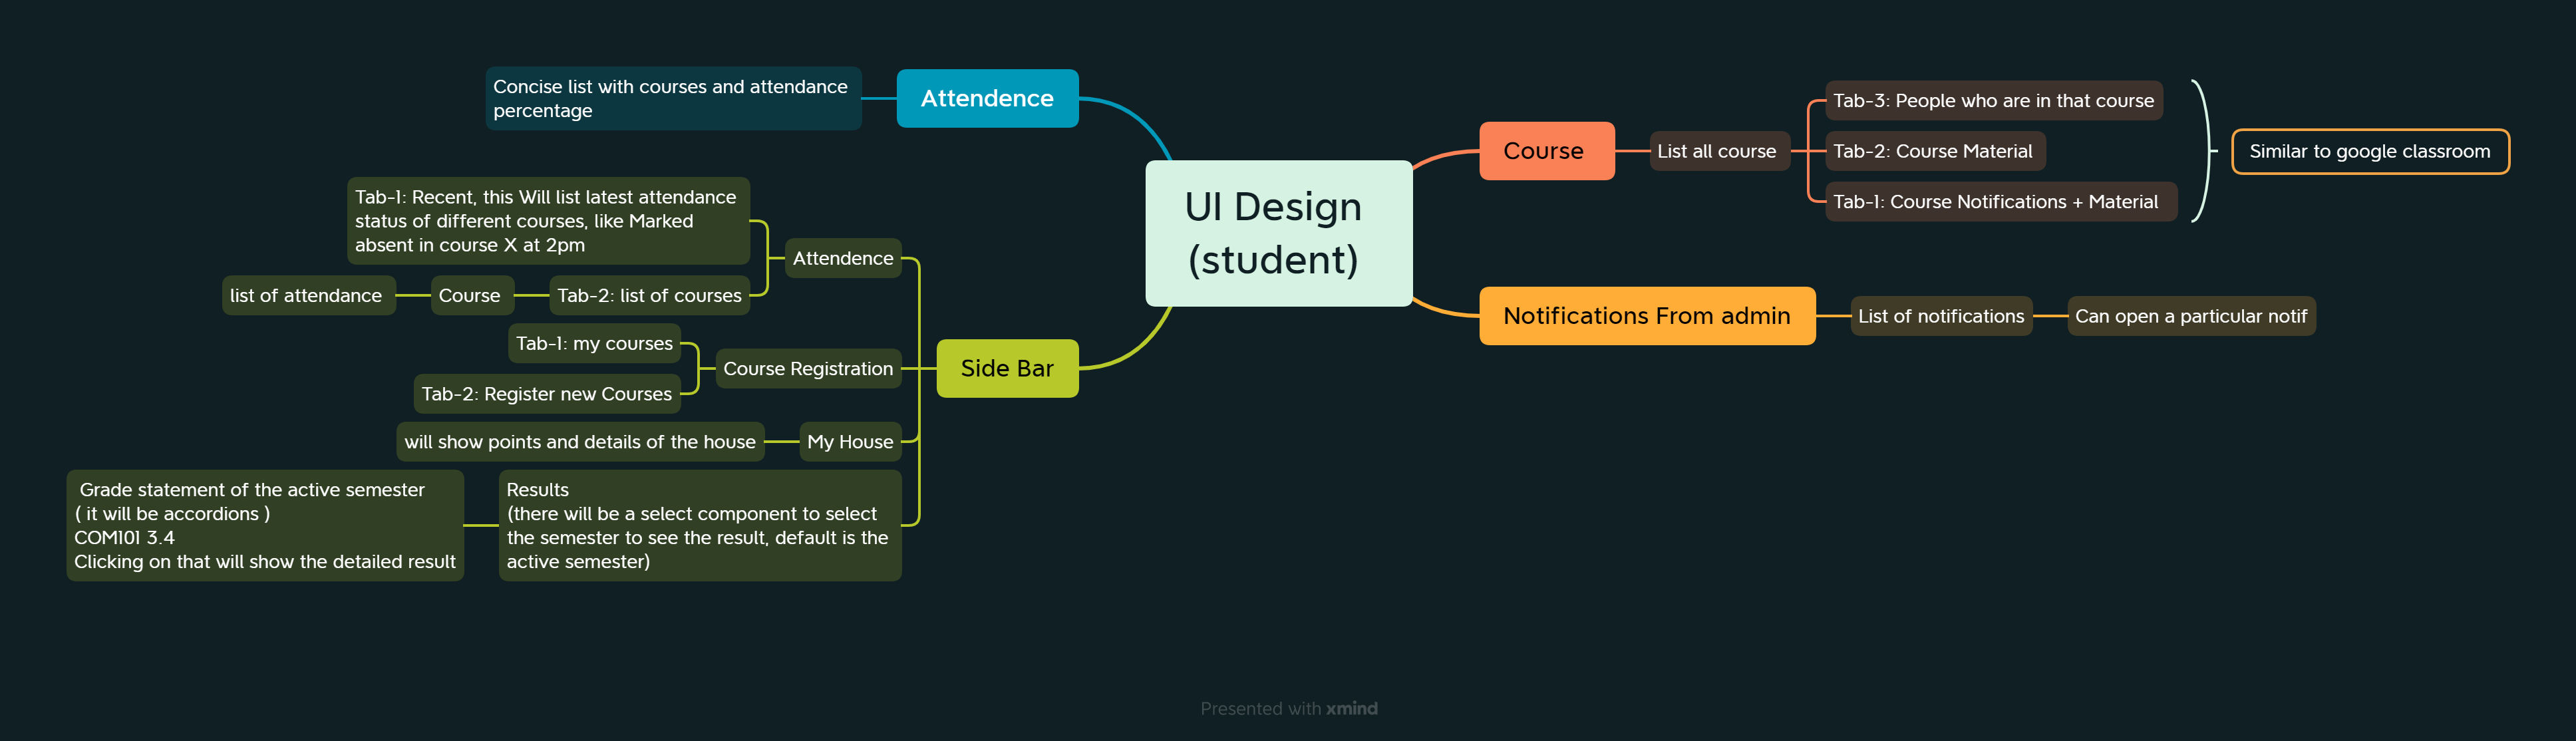 UI Design
(student)
Attendence
Concise list with courses and attendance
percentage
Side Bar
Attendence
Tab-1: Recent, this Will list latest attendance
status of different courses, like Marked
absent in course X at 2pm
Tab-2: list of courses
Course
list of attendance
Course Registration
Tab-1: my courses
Tab-2: Register new Courses
My House
will show points and details of the house
Results
(there will be a select component to select
the semester to see the result, default is the
active semester)
Grade statement of the active semester
( it will be accordions )
COM101 3.4
Clicking on that will show the detailed result
Course
List all course
Tab-3: People who are in that course
Tab-2: Course Material
Tab-1: Course Notifications + Material
Similar to google classroom
Notifications From admin
List of notifications
Can open a particular notif
Presented with xmind